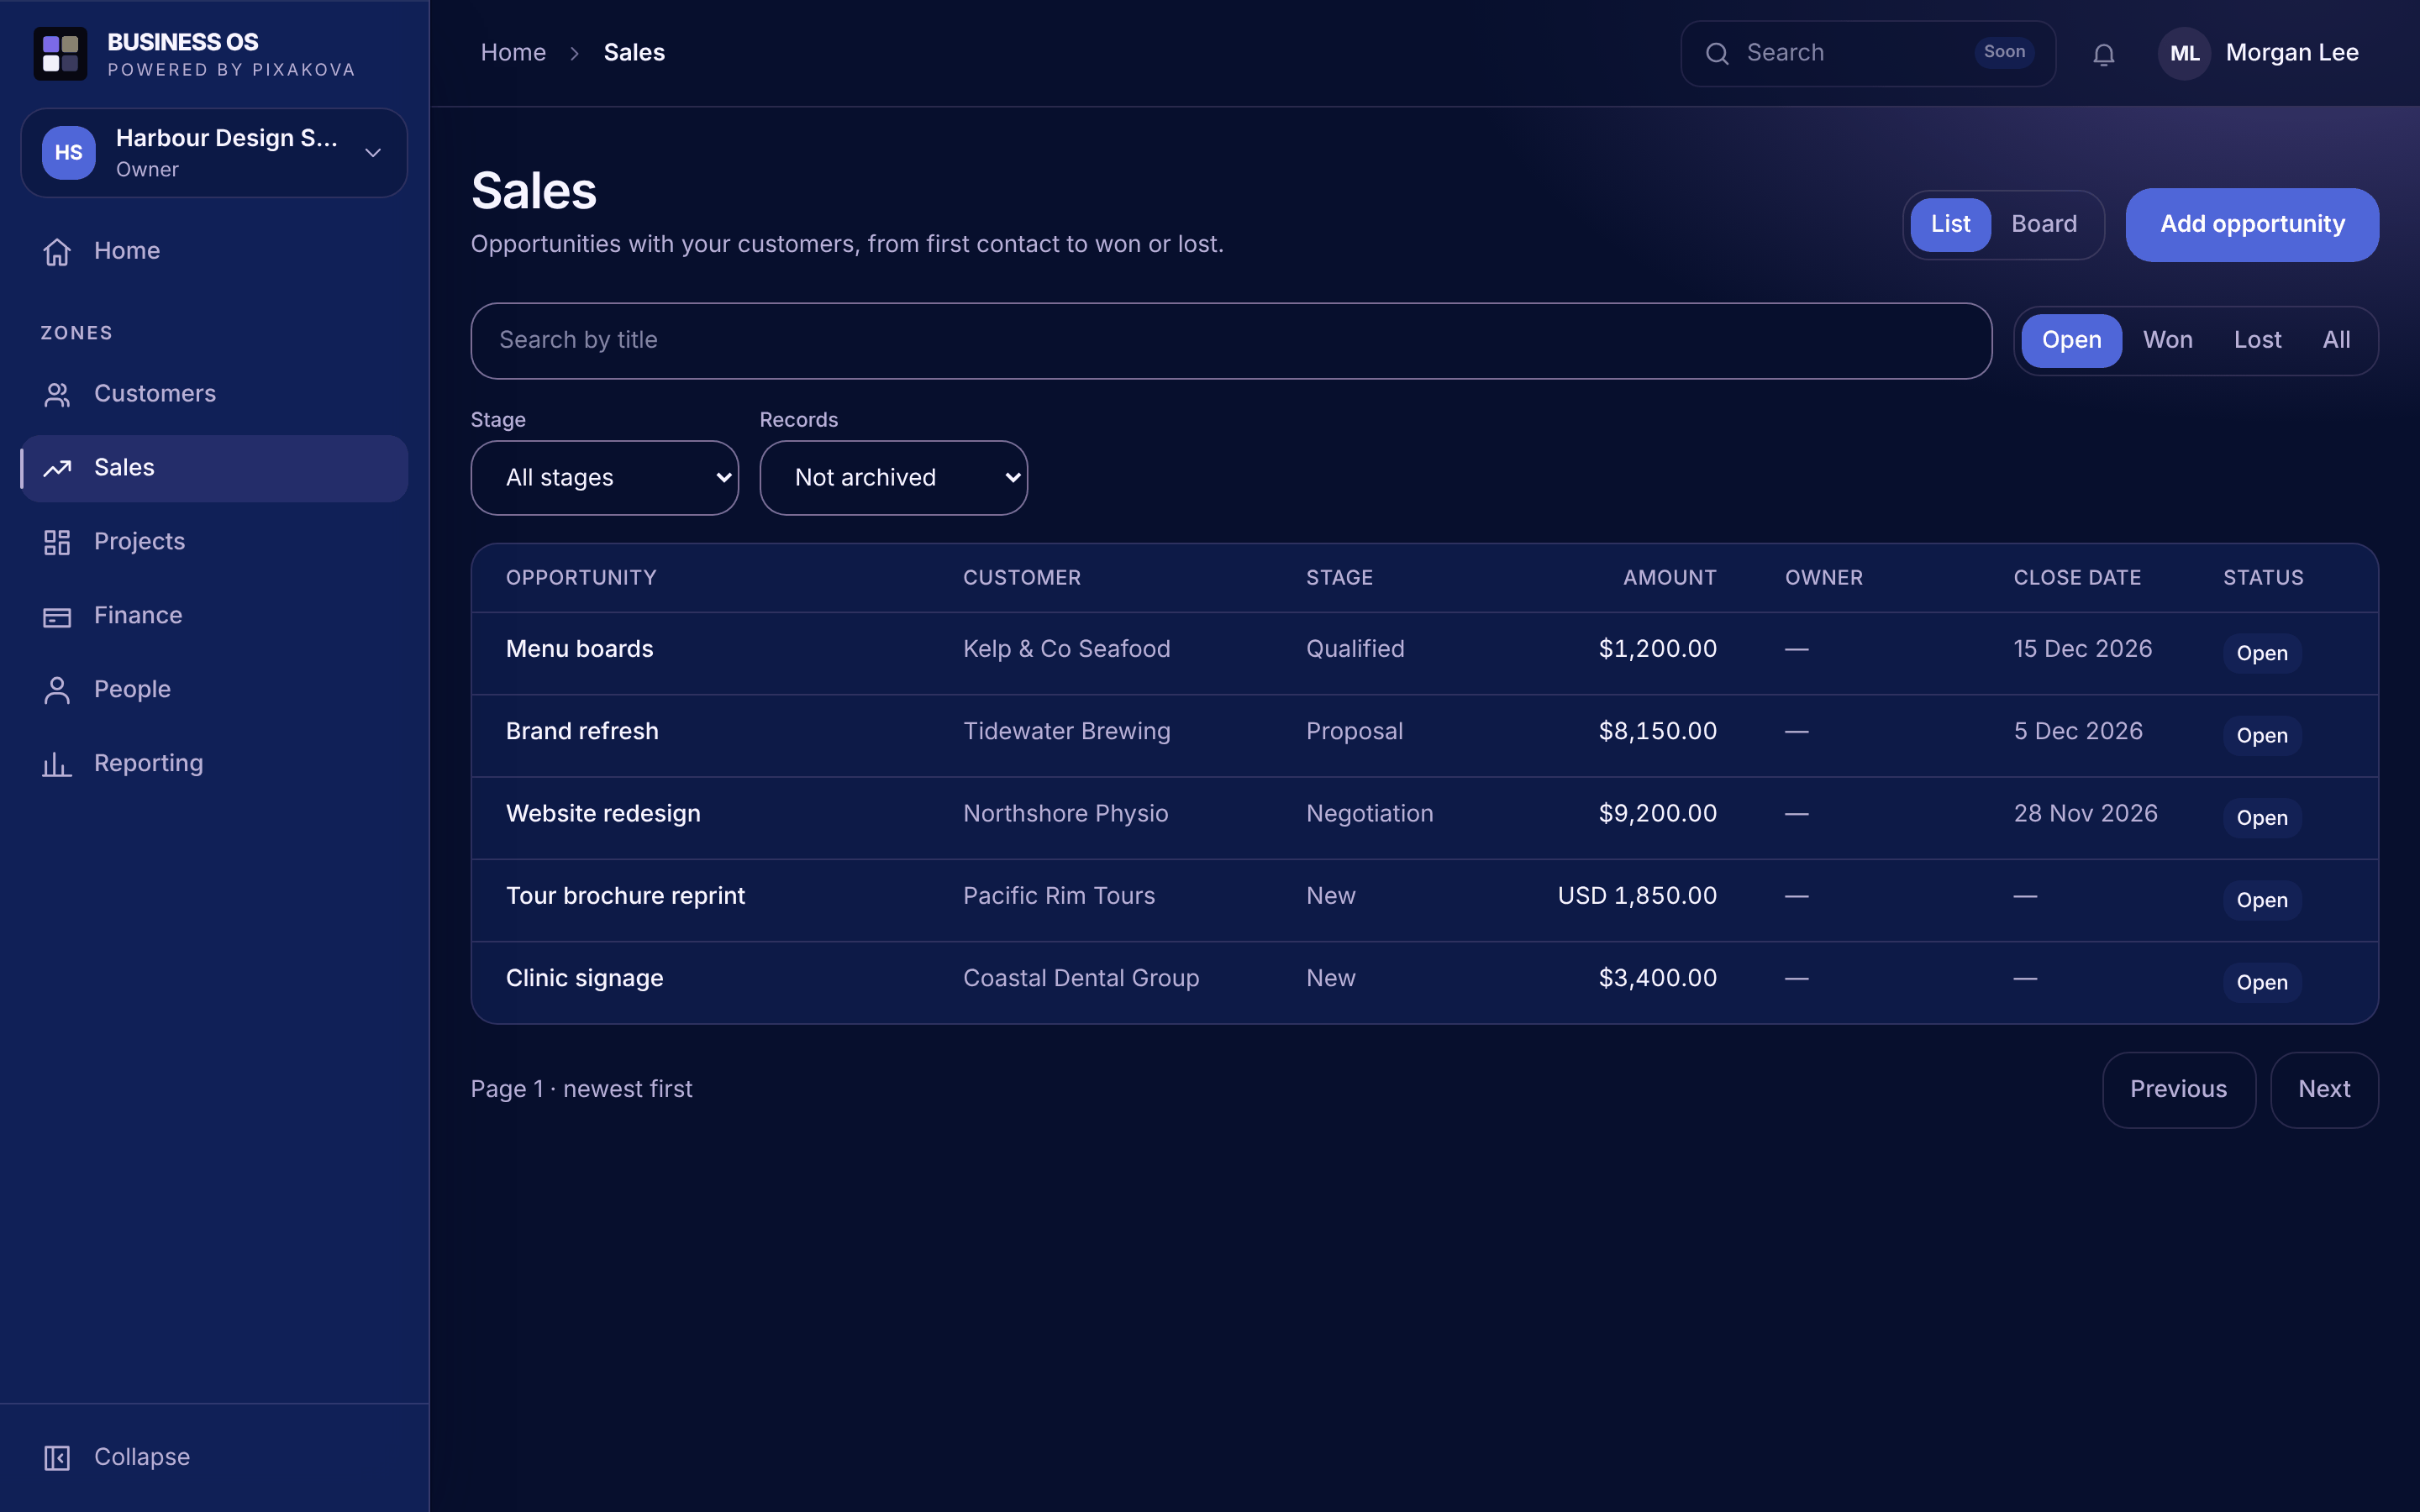 BUSINESS OS
POWERED BY PIXAKOVA
HS
Harbour Design S...
Owner
Home
ZONES
Customers
Sales
Projects
Finance
People
Reporting
Collapse
Home > Sales
Search Soon
ML Morgan Lee
Sales
Opportunities with your customers, from first contact to won or lost.
List Board Add opportunity
Search by title
Open Won Lost All
Stage Records
All stages Not archived
OPPORTUNITY CUSTOMER STAGE AMOUNT OWNER CLOSE DATE STATUS
Menu boards Kelp & Co Seafood Qualified $1,200.00 — 15 Dec 2026 Open
Brand refresh Tidewater Brewing Proposal $8,150.00 — 5 Dec 2026 Open
Website redesign Northshore Physio Negotiation $9,200.00 — 28 Nov 2026 Open
Tour brochure reprint Pacific Rim Tours New USD 1,850.00 — — Open
Clinic signage Coastal Dental Group New $3,400.00 — — Open
Page 1 · newest first
Previous Next